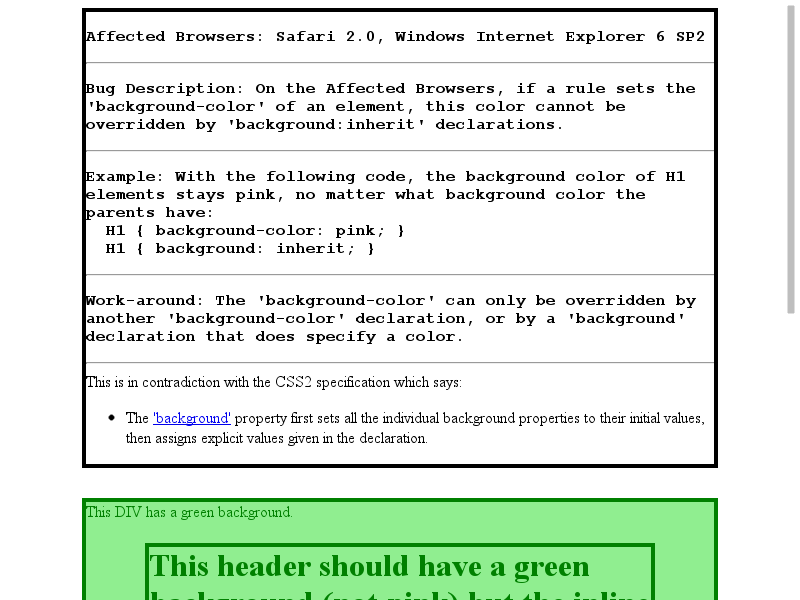 Affected Browsers: Safari 2.0, Windows Internet Explorer 6 SP2
Bug Description: On the Affected Browsers, if a rule sets the
'background-color' of an element, this color cannot be
overridden by 'background:inherit' declarations.
Example: With the following code, the background color of H1
elements stays pink, no matter what background color the
parents have:
H1 { background-color: pink; }
H1 { background: inherit; }
Work-around: The 'background-color' can only be overridden by
another 'background-color' declaration, or by a 'background'
declaration that does specify a color.
This is in contradiction with the CSS2 specification which says:
The 'background' property first sets all the individual background properties to their initial values,
then assigns explicit values given in the declaration.
This DIV has a green background.
This header should have a green
background (not pink) but the inline